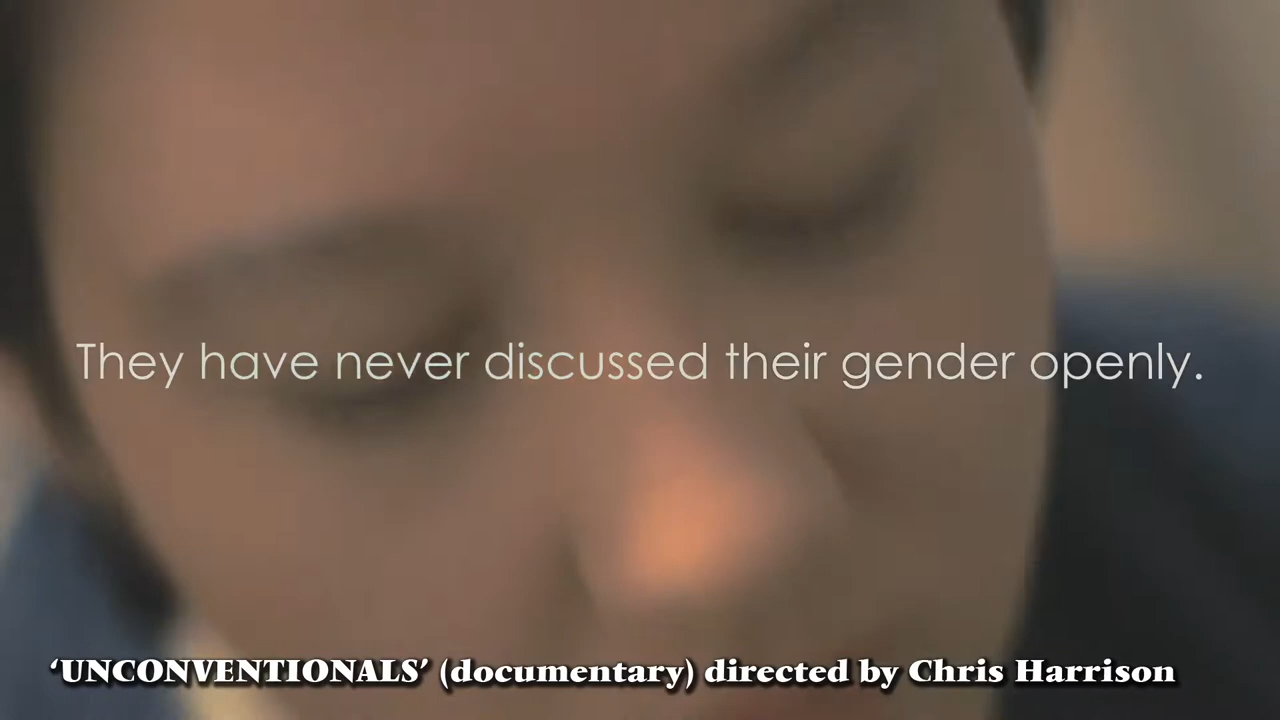 They have never discussed their gender openly.
‘UNCONVENTIONALS’ (documentary) directed by Chris Harrison